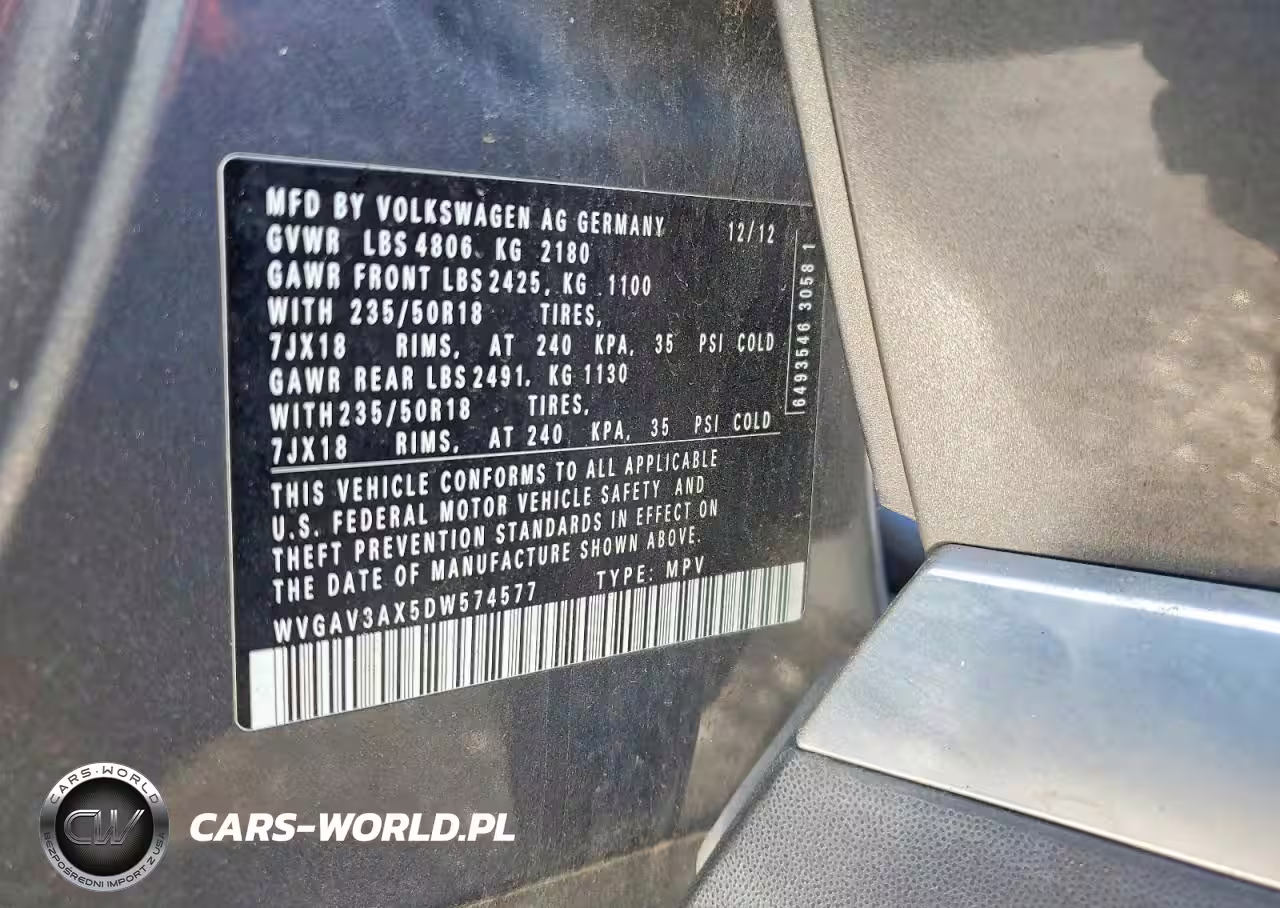 MFD BY VOLKSWAGEN AG GERMANY 12/12
GVWR LBS 4806. KG 2180
GAWR FRONT LBS 2425, KG . 1100
WITH 235/50R18 TIRES,
7JX18 RIMS, AT 240 KPA, 35 PSI COLD
GAWR REAR LBS 2491, KG 1130
WITH 235/50R18 TIRES,
7JX18 RIMS, AT 240 KPA, 35 PSI COLD
6493546 3058 1
THIS VEHICLE CONFORMS TO ALL APPLICABLE
U.S. FEDERAL MOTOR VEHICLE SAFETY AND
THEFT PREVENTION STANDARDS IN EFFECT ON
THE DATE OF MANUFACTURE SHOWN ABOVE.
WVGAV3AX5DW574577 TYPE: MPV
CARS-WORLD
CW
BEZPOŚREDNI IMPORT Z USA
CARS-WORLD.PL